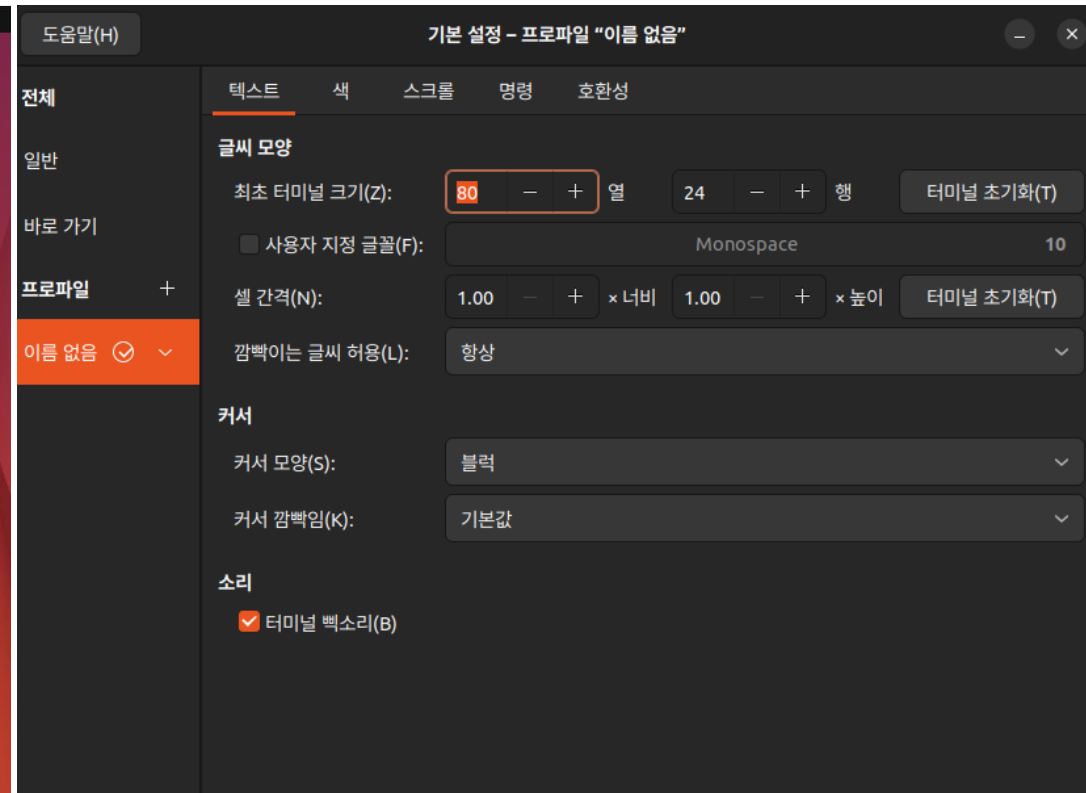 도움말(H)
기본 설정 – 프로파일 “이름 없음”
전체
일반
바로 가기
프로파일
이름 없음
텍스트 색 스크롤 명령 호환성
글씨 모양
최초 터미널 크기(Z): 80 − + 열 24 − + 행 터미널 초기화(T)
사용자 지정 글꼴(F): Monospace 10
셀 간격(N): 1.00 − + × 너비 1.00 − + × 높이 터미널 초기화(T)
깜빡이는 글씨 허용(L): 항상
커서
커서 모양(S): 블럭
커서 깜빡임(K): 기본값
소리
터미널 삑소리(B)